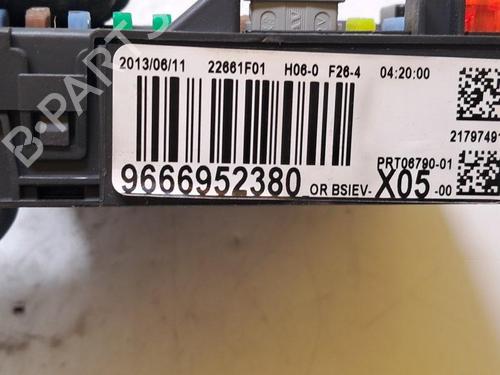 2013/06/11 22661F01 H06-0 F26-4 04:20:00
2179749
PRT06790-01
9666952380 OR BSIEV- X05 -00
B-PARTS